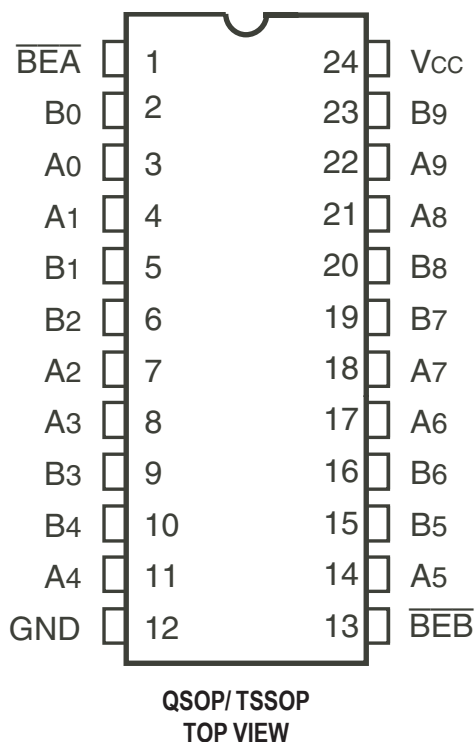 B̅E̅A̅ 1 24 VCC
B0 2 23 B9
A0 3 22 A9
A1 4 21 A8
B1 5 20 B8
B2 6 19 B7
A2 7 18 A7
A3 8 17 A6
B3 9 16 B6
B4 10 15 B5
A4 11 14 A5
GND 12 13 B̅E̅B̅
QSOP/ TSSOP
TOP VIEW